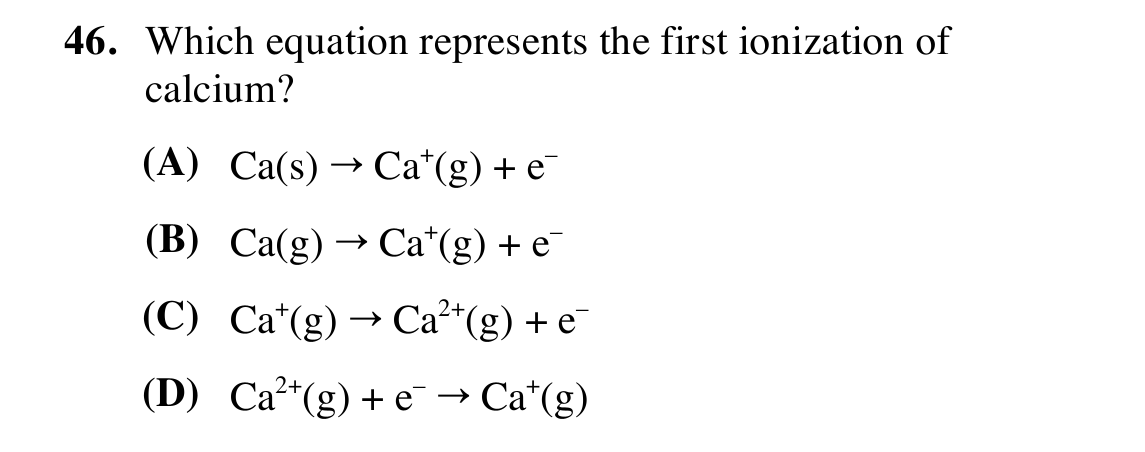 46. Which equation represents the first ionization of
calcium?
(A) Ca(s) → Ca⁺(g) + e⁻
(B) Ca(g) → Ca⁺(g) + e⁻
(C) Ca⁺(g) → Ca²⁺(g) + e⁻
(D) Ca²⁺(g) + e⁻ → Ca⁺(g)